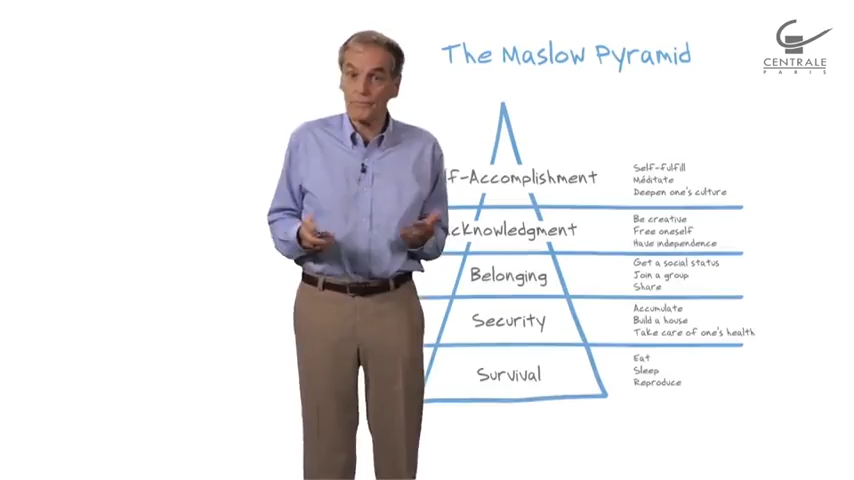 The Maslow Pyramid
CENTRALE
PARIS
lf-Accomplishment
Self-fulfill
Méditate
Deepen one's culture
cknowledgment
Be creative
Free oneself
Have independence
Belonging
Get a social status
Join a group
Share
Security
Accumulate
Build a house
Take care of one's health
Survival
Eat
Sleep
Reproduce